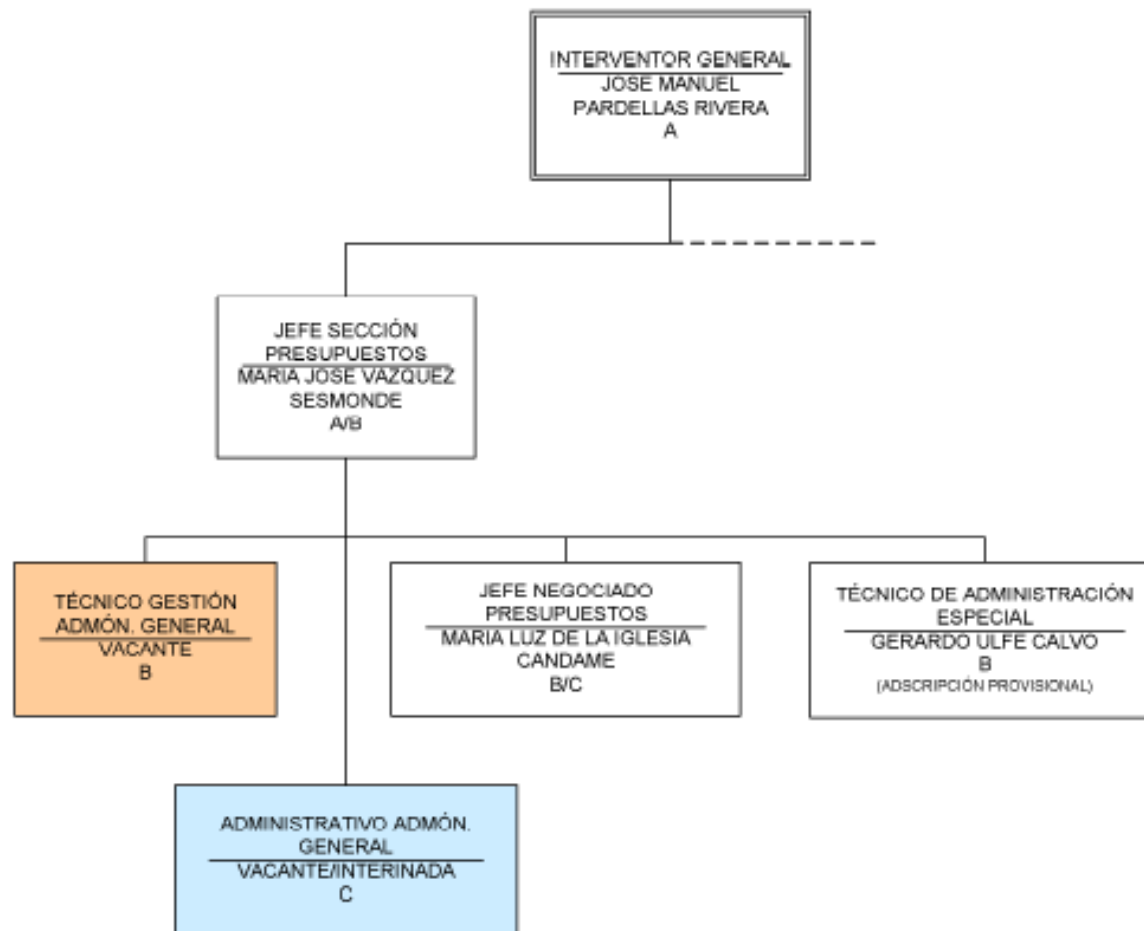 INTERVENTOR GENERAL
JOSE MANUEL
PARDELLAS RIVERA
A
JEFE SECCIÓN
PRESUPUESTOS
MARIA JOSE VAZQUEZ
SESMONDE
A/B
TÉCNICO GESTIÓN
ADMÓN. GENERAL
VACANTE
B
JEFE NEGOCIADO
PRESUPUESTOS
MARIA LUZ DE LA IGLESIA
CANDAME
B/C
TÉCNICO DE ADMINISTRACIÓN
ESPECIAL
GERARDO ULFE CALVO
B
(ADSCRIPCIÓN PROVISIONAL)
ADMINISTRATIVO ADMÓN.
GENERAL
VACANTE/INTERINADA
C